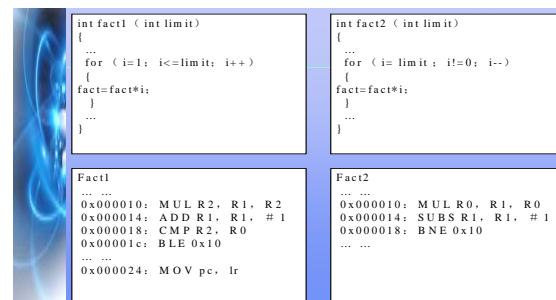 int fact1 ( int limit)
{
...
for ( i=1; i<=limit; i++)
{
fact=fact*i;
}
...
}
int fact2 ( int limit)
{
...
for ( i= limit ; i!=0; i--)
{
fact=fact*i;
}
...
}
Fact1
... ...
0x000010: MUL R2, R1, R2
0x000014: ADD R1, R1, # 1
0x000018: CMP R2, R0
0x00001c: BLE 0x10
... ...
0x000024: MOV pc, lr
Fact2
... ...
0x000010: MUL R0, R1, R0
0x000014: SUBS R1, R1, # 1
0x000018: BNE 0x10
... ...